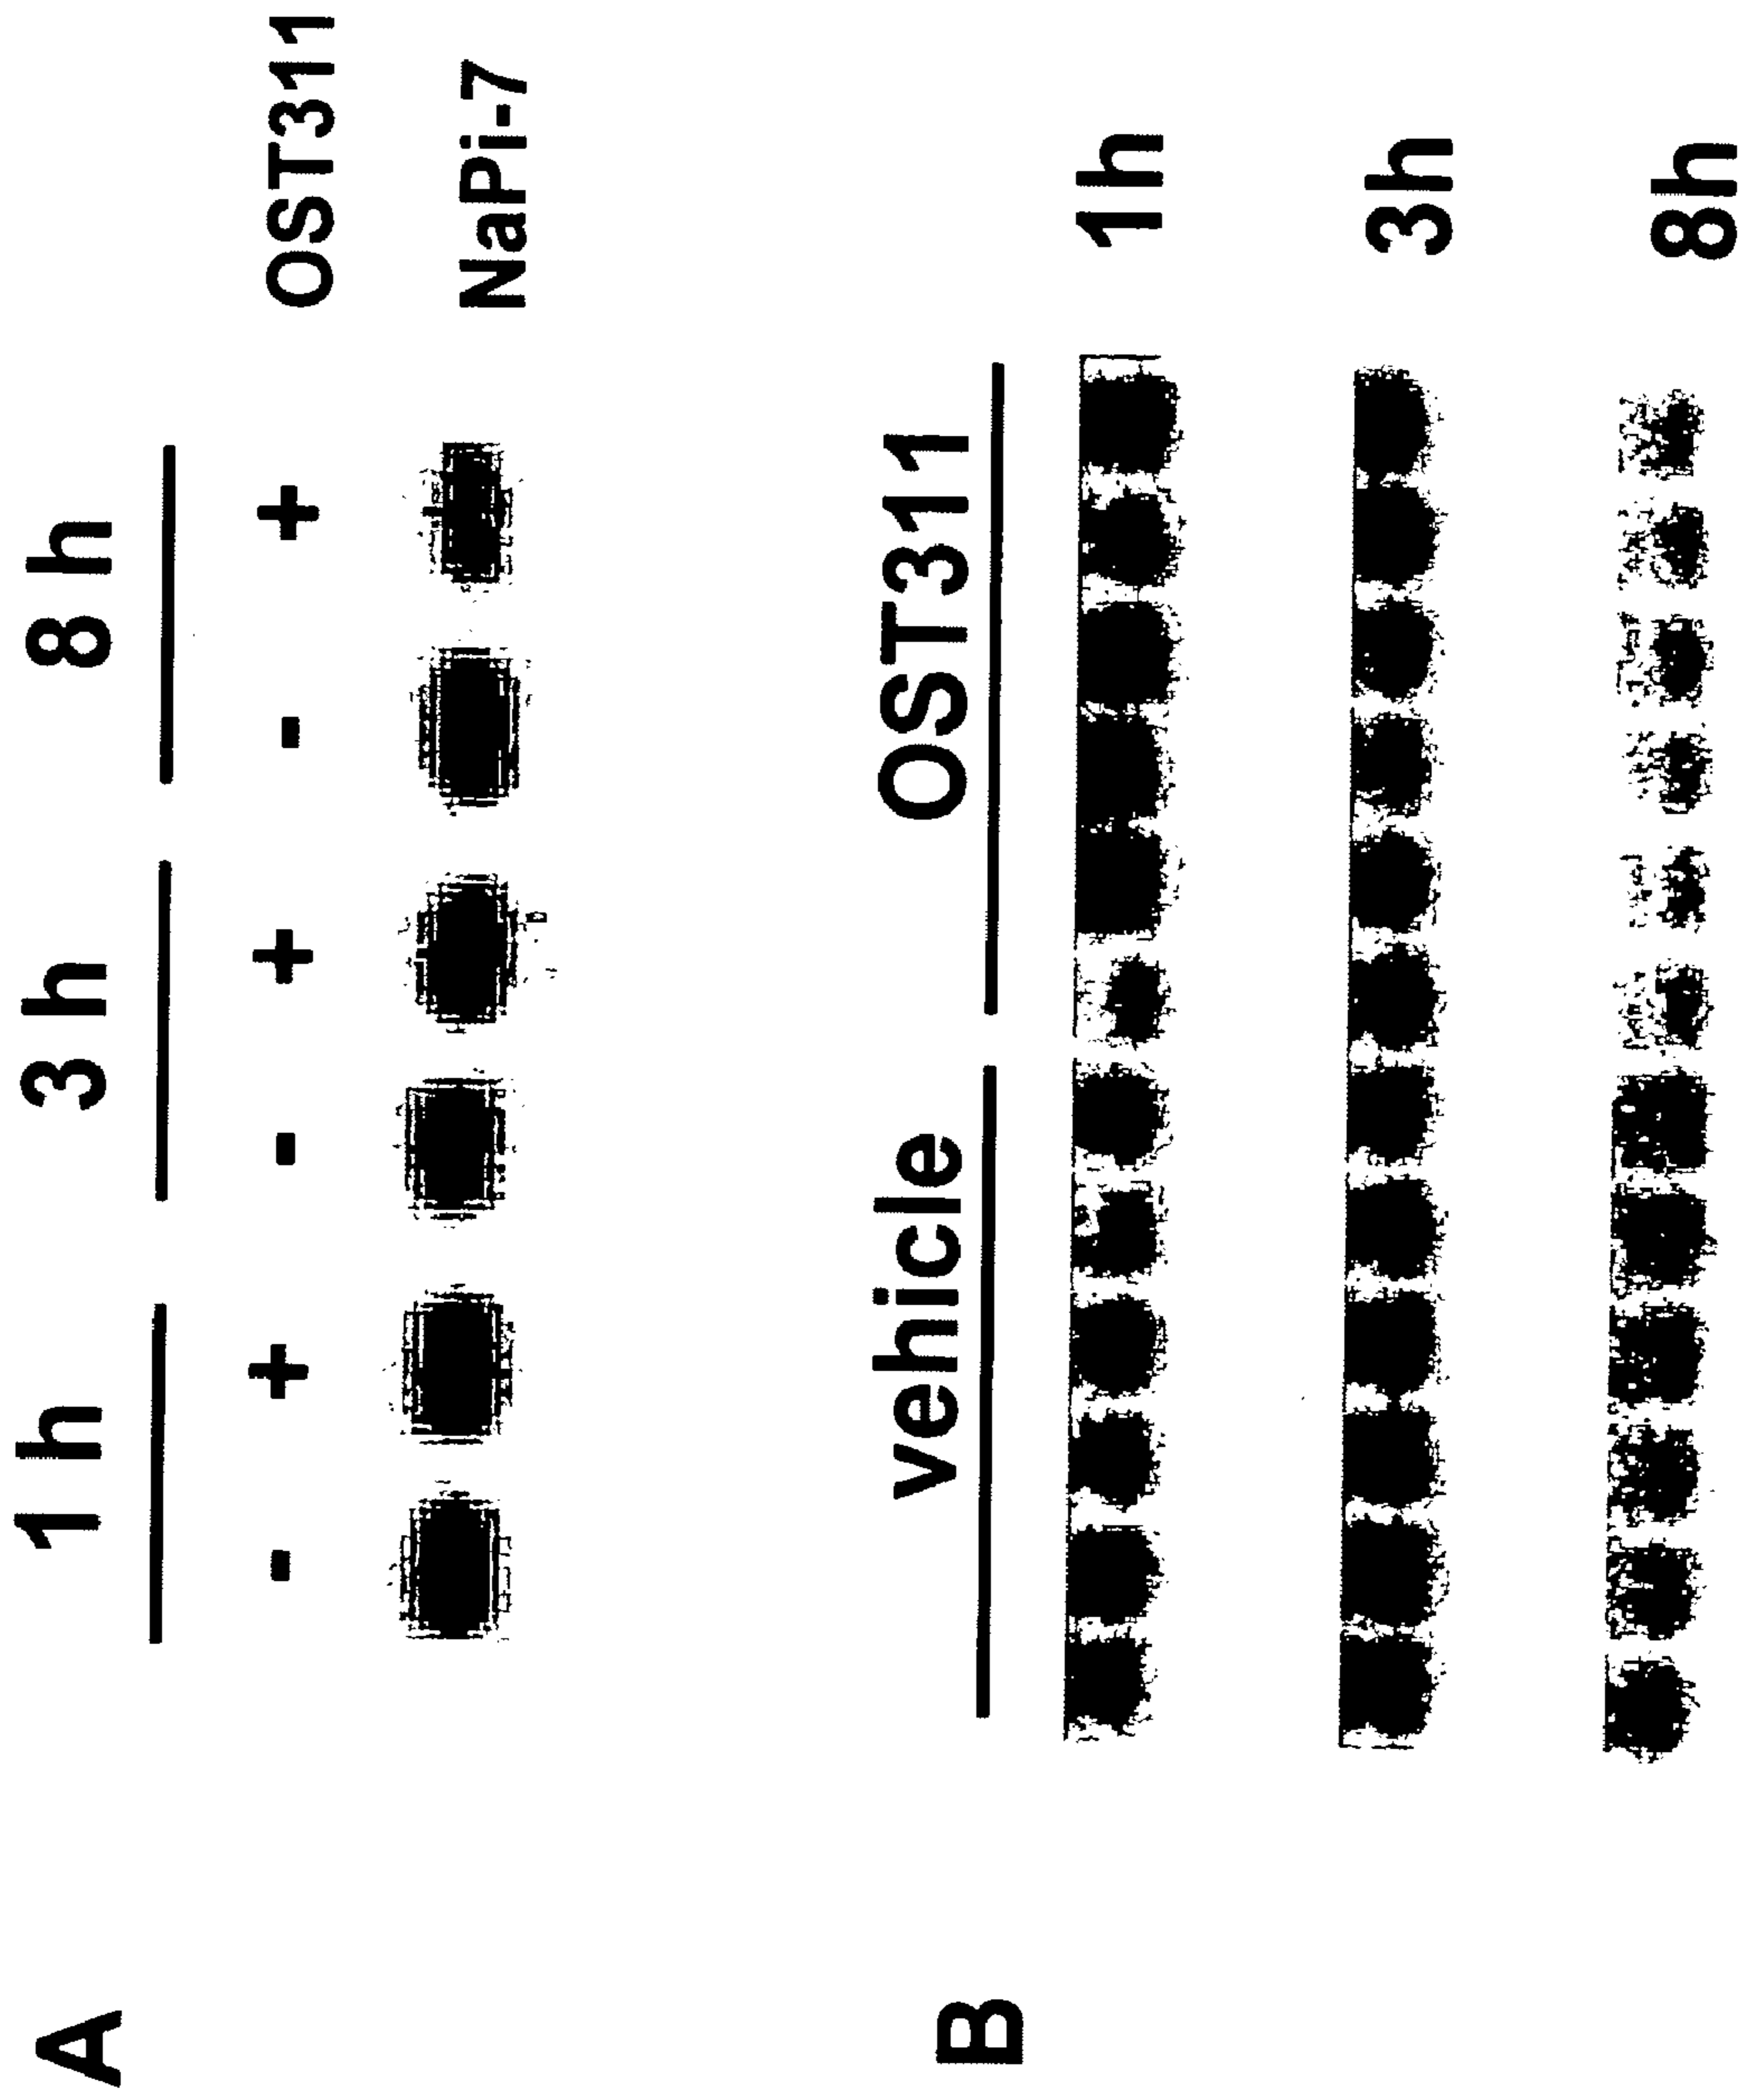 A
1 h 3 h 8 h
- + - + - + OST311
NaPi-7
B
vehicle OST311
1h
3h
8h